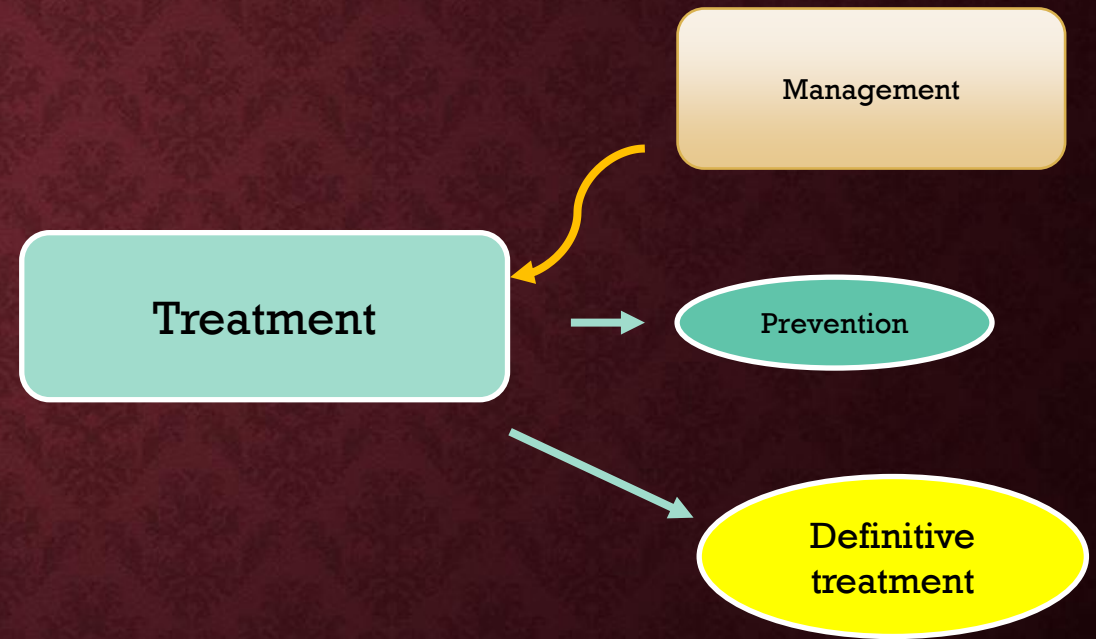 Management
Treatment
Prevention
Definitive
treatment